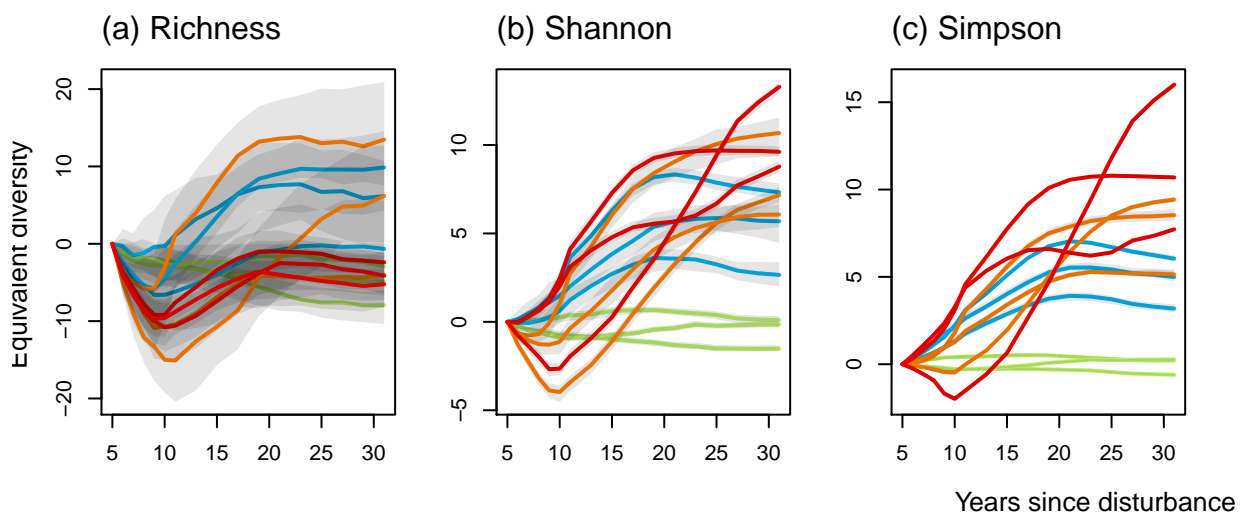 (a) Richness
(b) Shannon
(c) Simpson
Equivalent diversity
20
10
0
−10
−20
5 10 15 20 25 30
10
5
0
−5
5 10 15 20 25 30
15
10
5
0
5 10 15 20 25 30
Years since disturbance